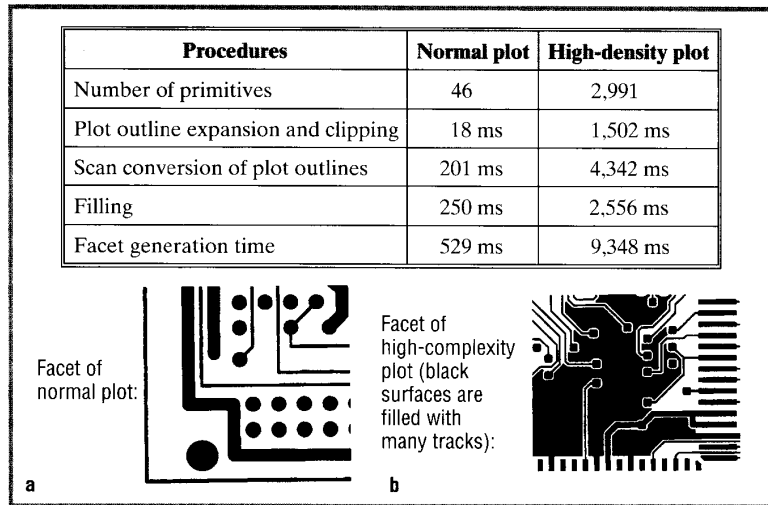 Procedures Normal plot High-density plot
Number of primitives 46 2,991
Plot outline expansion and clipping 18 ms 1,502 ms
Scan conversion of plot outlines 201 ms 4,342 ms
Filling 250 ms 2,556 ms
Facet generation time 529 ms 9,348 ms
Facet of
normal plot:
a
Facet of
high-complexity
plot (black
surfaces are
filled with
many tracks):
b